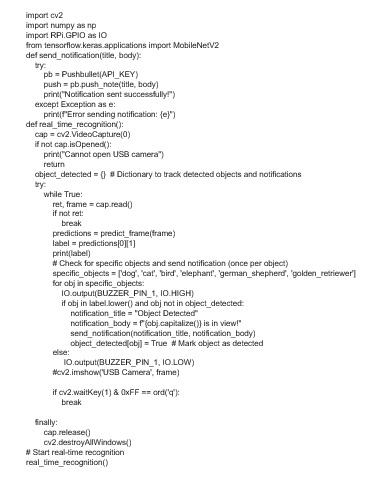 import cv2
import numpy as np
import RPi.GPIO as IO
from tensorflow.keras.applications import MobileNetV2
def send_notification(title, body):
    try:
        pb = Pushbullet(API_KEY)
        push = pb.push_note(title, body)
        print("Notification sent successfully!")
    except Exception as e:
        print(f"Error sending notification: {e}")
def real_time_recognition():
    cap = cv2.VideoCapture(0)
    if not cap.isOpened():
        print("Cannot open USB camera")
        return
    object_detected = {}  # Dictionary to track detected objects and notifications
    try:
        while True:
            ret, frame = cap.read()
            if not ret:
                break
            predictions = predict_frame(frame)
            label = predictions[0][1]
            print(label)
            # Check for specific objects and send notification (once per object)
            specific_objects = ['dog', 'cat', 'bird', 'elephant', 'german_shepherd', 'golden_retriewer']
            for obj in specific_objects:
                IO.output(BUZZER_PIN_1, IO.HIGH)
                if obj in label.lower() and obj not in object_detected:
                    notification_title = "Object Detected"
                    notification_body = f"{obj.capitalize()} is in view!"
                    send_notification(notification_title, notification_body)
                    object_detected[obj] = True  # Mark object as detected
            else:
                IO.output(BUZZER_PIN_1, IO.LOW)
            #cv2.imshow('USB Camera', frame)
            if cv2.waitKey(1) & 0xFF == ord('q'):
                break
    finally:
        cap.release()
        cv2.destroyAllWindows()
# Start real-time recognition
real_time_recognition()